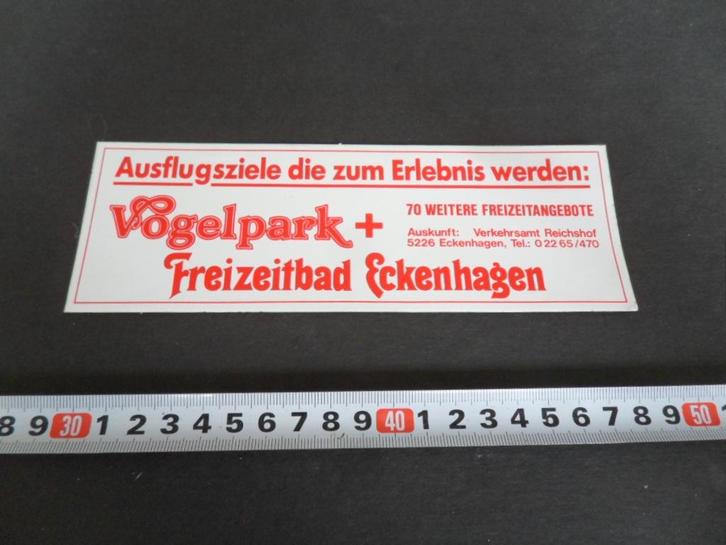 Ausflugsziele die zum Erlebnis werden:
Vogelpark +
70 WEITERE FREIZEITANGEBOTE
Auskunft: Verkehrsamt Reichshof
5226 Eckenhagen, Tel.: 0 22 65/470
Freizeitbad Eckenhagen
8 9 30 1 2 3 4 5 6 7 8 9 40 1 2 3 4 5 6 7 8 9 50 1